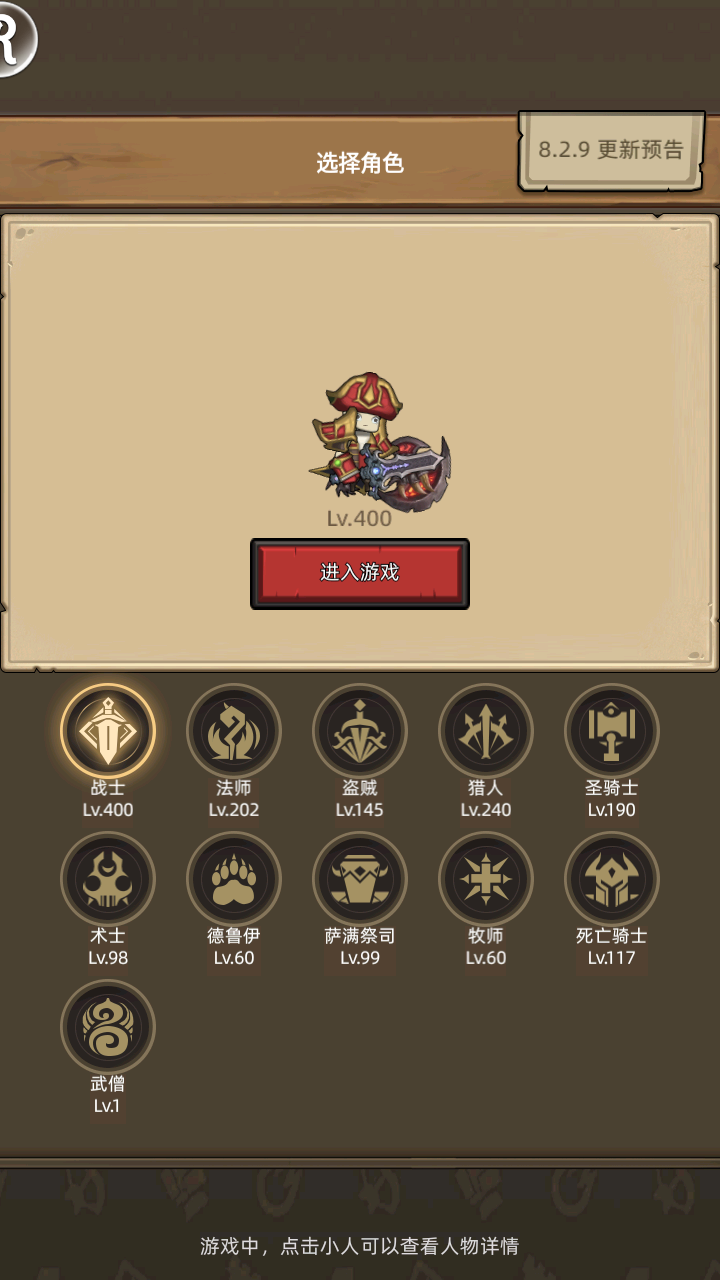 R
选择角色
8.2.9 更新预告
Lv.400
进入游戏
战士
Lv.400
法师
Lv.202
盗贼
Lv.145
猎人
Lv.240
圣骑士
Lv.190
术士
Lv.98
德鲁伊
Lv.60
萨满祭司
Lv.99
牧师
Lv.60
死亡骑士
Lv.117
武僧
Lv.1
游戏中，点击小人可以查看人物详情